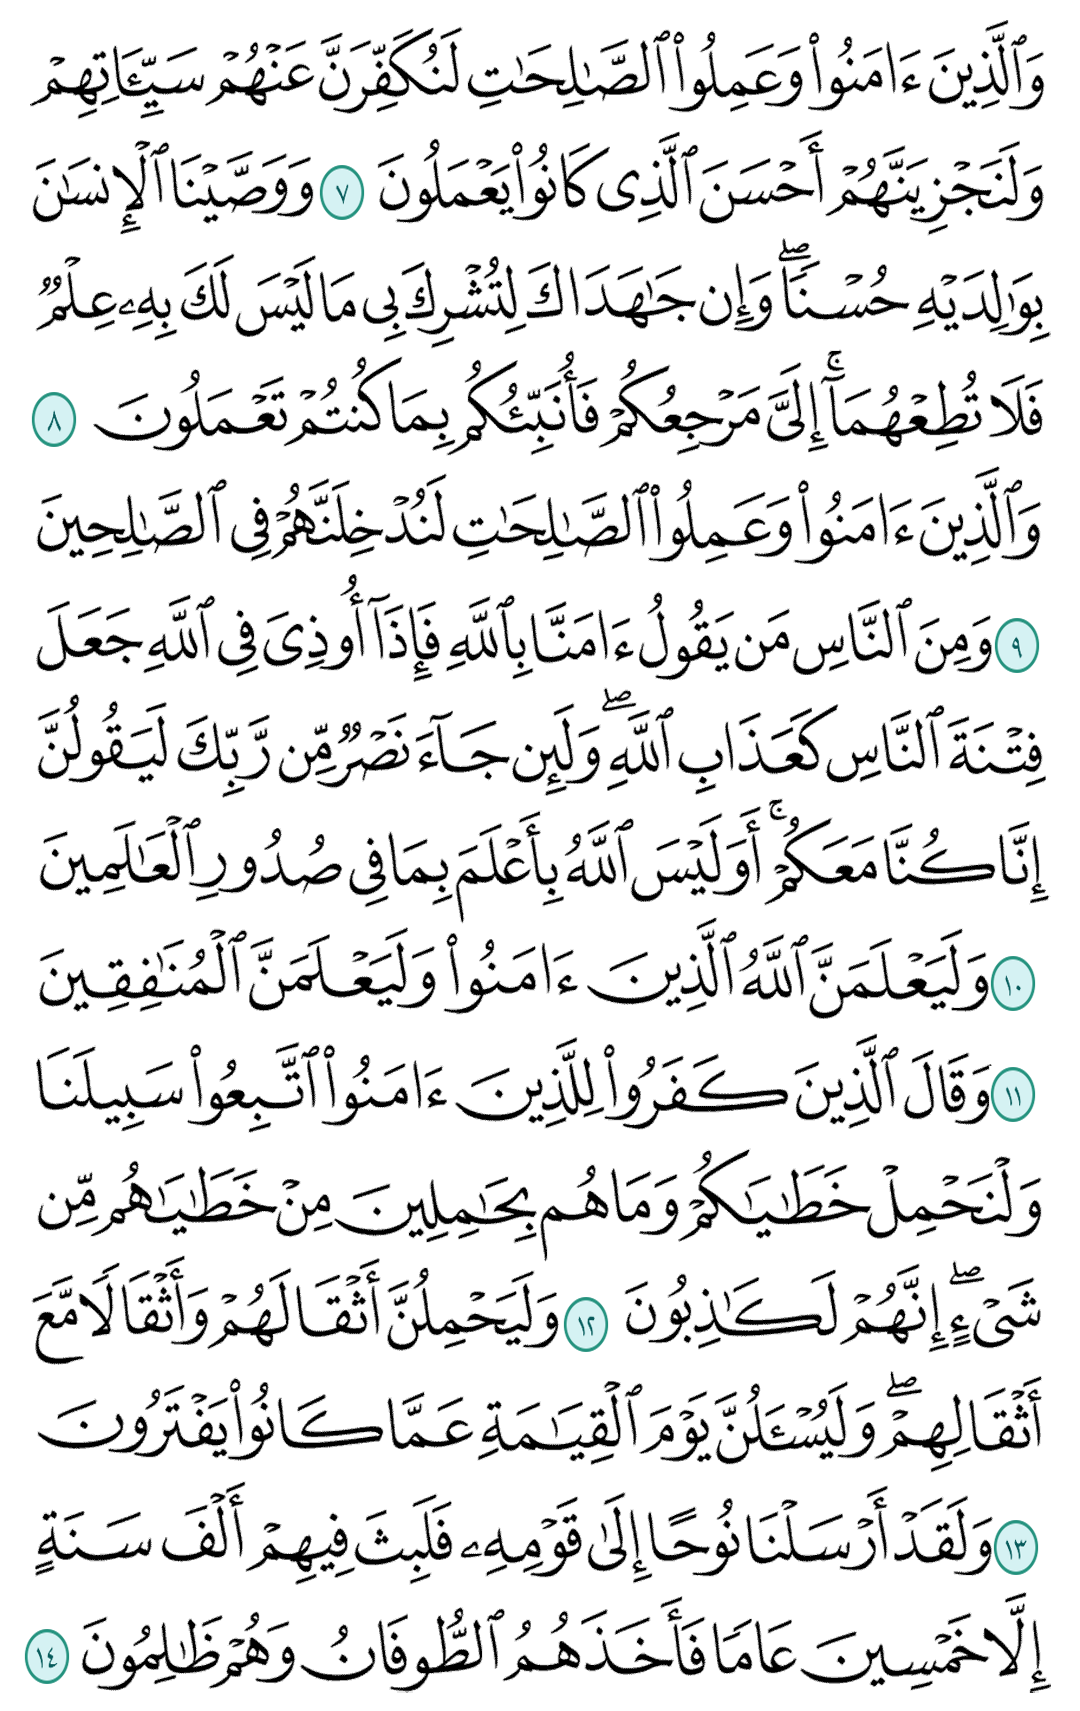 وَٱلَّذِينَ ءَامَنُوا۟ وَعَمِلُوا۟ ٱلصَّـٰلِحَـٰتِ لَنُكَفِّرَنَّ عَنْهُمْ سَيِّـَٔاتِهِمْ
وَلَنَجْزِيَنَّهُمْ أَحْسَنَ ٱلَّذِى كَانُوا۟ يَعْمَلُونَ ٧ وَوَصَّيْنَا ٱلْإِنسَـٰنَ
بِوَٰلِدَيْهِ حُسْنًا ۖ وَإِن جَـٰهَدَاكَ لِتُشْرِكَ بِى مَا لَيْسَ لَكَ بِهِۦ عِلْمٌ
فَلَا تُطِعْهُمَآ ۚ إِلَىَّ مَرْجِعُكُمْ فَأُنَبِّئُكُم بِمَا كُنتُمْ تَعْمَلُونَ ٨
وَٱلَّذِينَ ءَامَنُوا۟ وَعَمِلُوا۟ ٱلصَّـٰلِحَـٰتِ لَنُدْخِلَنَّهُمْ فِى ٱلصَّـٰلِحِينَ
٩ وَمِنَ ٱلنَّاسِ مَن يَقُولُ ءَامَنَّا بِٱللَّهِ فَإِذَآ أُوذِىَ فِى ٱللَّهِ جَعَلَ
فِتْنَةَ ٱلنَّاسِ كَعَذَابِ ٱللَّهِ ۖ وَلَئِن جَآءَ نَصْرٌ مِّن رَّبِّكَ لَيَقُولُنَّ
إِنَّا كُنَّا مَعَكُمْ ۚ أَوَلَيْسَ ٱللَّهُ بِأَعْلَمَ بِمَا فِى صُدُورِ ٱلْعَـٰلَمِينَ
١٠ وَلَيَعْلَمَنَّ ٱللَّهُ ٱلَّذِينَ ءَامَنُوا۟ وَلَيَعْلَمَنَّ ٱلْمُنَـٰفِقِينَ
١١ وَقَالَ ٱلَّذِينَ كَفَرُوا۟ لِلَّذِينَ ءَامَنُوا۟ ٱتَّبِعُوا۟ سَبِيلَنَا
وَلْنَحْمِلْ خَطَـٰيَـٰكُمْ وَمَا هُم بِحَـٰمِلِينَ مِنْ خَطَـٰيَـٰهُم مِّن
شَىْءٍ ۖ إِنَّهُمْ لَكَـٰذِبُونَ ١٢ وَلَيَحْمِلُنَّ أَثْقَالَهُمْ وَأَثْقَالًا مَّعَ
أَثْقَالِهِمْ ۖ وَلَيُسْـَٔلُنَّ يَوْمَ ٱلْقِيَـٰمَةِ عَمَّا كَانُوا۟ يَفْتَرُونَ
١٣ وَلَقَدْ أَرْسَلْنَا نُوحًا إِلَىٰ قَوْمِهِۦ فَلَبِثَ فِيهِمْ أَلْفَ سَنَةٍ
إِلَّا خَمْسِينَ عَامًا فَأَخَذَهُمُ ٱلطُّوفَانُ وَهُمْ ظَـٰلِمُونَ ١٤